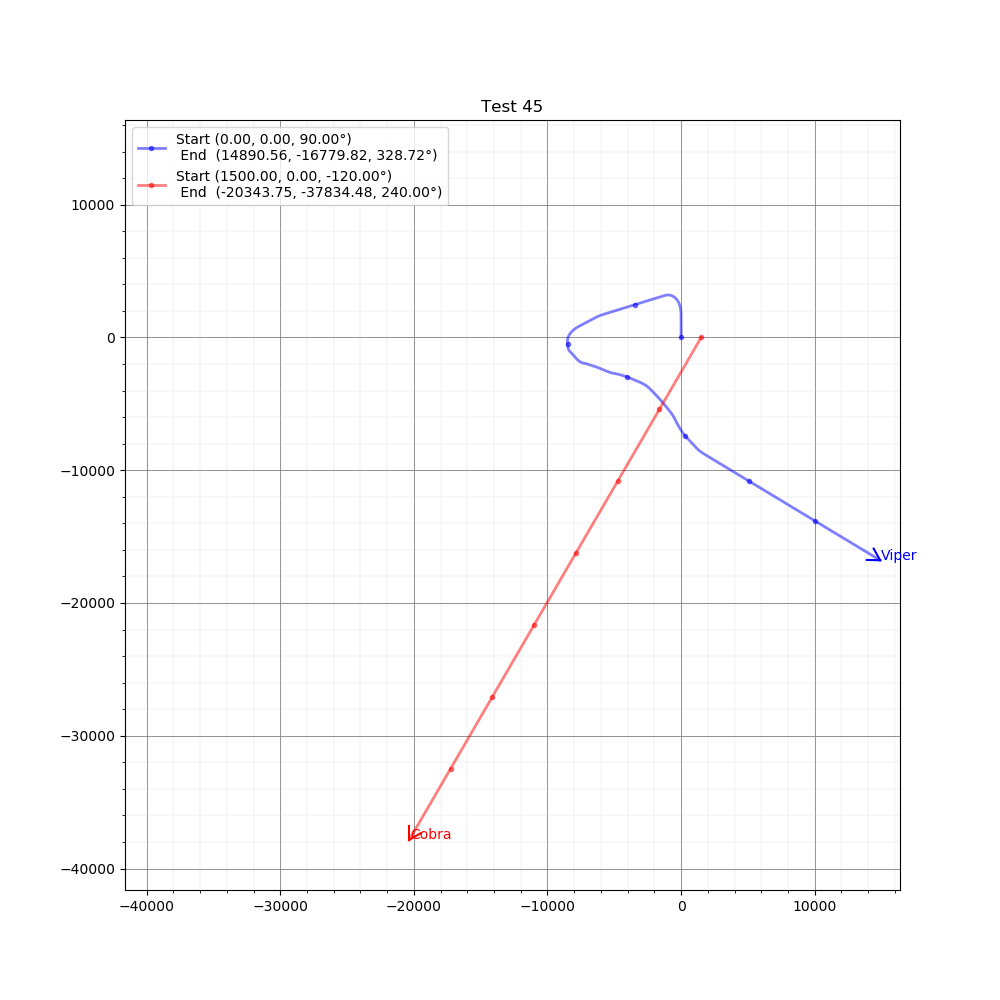 Test 45
Start (0.00, 0.00, 90.00°)
End  (14890.56, -16779.82, 328.72°)
Start (1500.00, 0.00, -120.00°)
End  (-20343.75, -37834.48, 240.00°)
10000
0
−10000
−20000
−30000
−40000
Viper
Cobra
−40000
−30000
−20000
−10000
0
10000